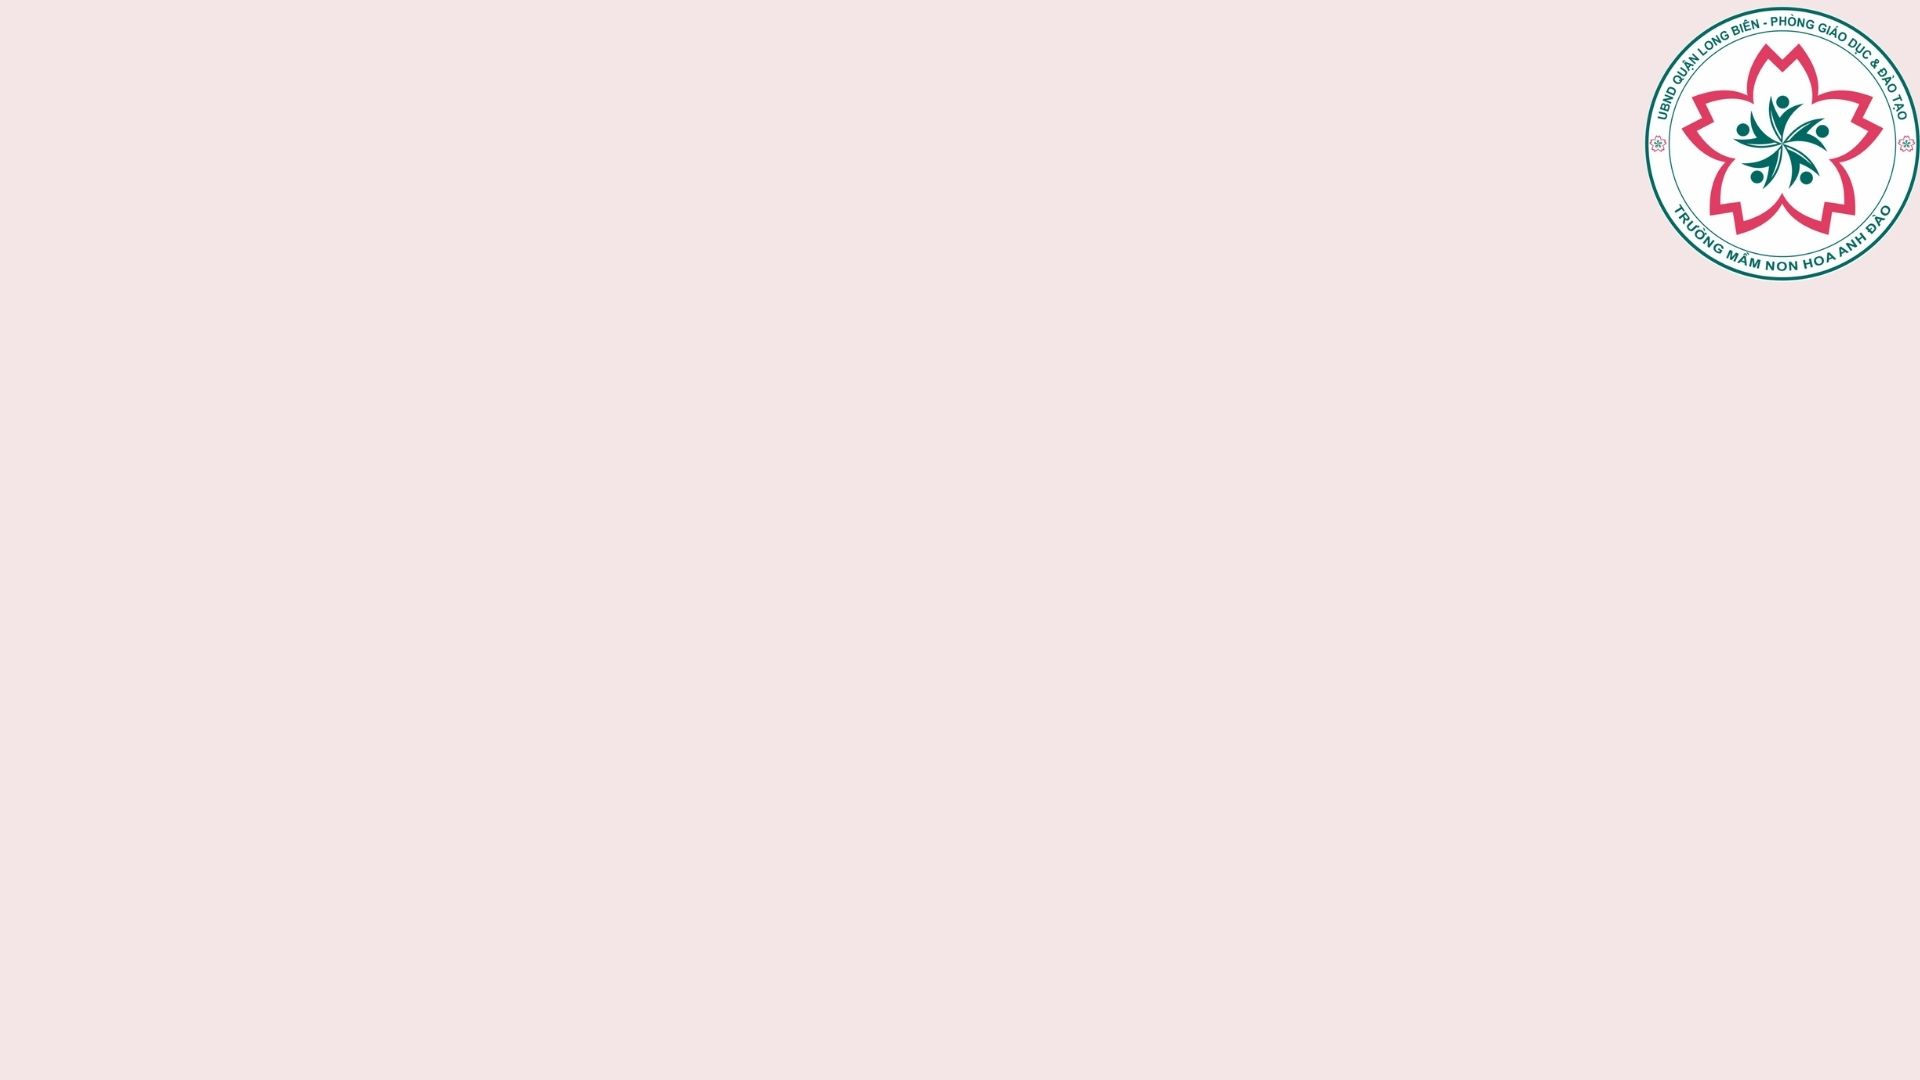 UBND QUẬN LONG BIÊN - PHÒNG GIÁO DỤC & ĐÀO TẠO
TRƯỜNG MẦM NON HOA ANH ĐÀO